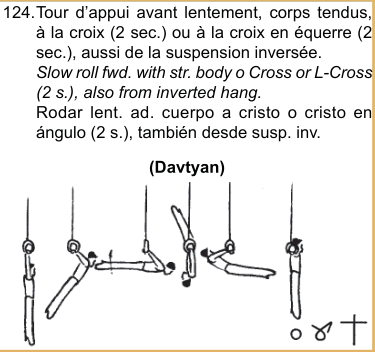 124. Tour d'appui avant lentement, corps tendus,
à la croix (2 sec.) ou à la croix en équerre (2
sec.), aussi de la suspension inversée.
Slow roll fwd. with str. body o Cross or L-Cross
(2 s.), also from inverted hang.
Rodar lent. ad. cuerpo a cristo o cristo en
ángulo (2 s.), también desde susp. inv.
(Davtyan)